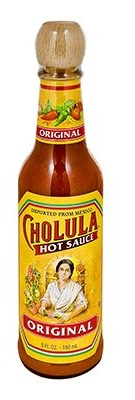 ORIGINAL
IMPORTED FROM MEXICO
CHOLULA
HOT SAUCE
ORIGINAL
5 FL.OZ. - 150 mL